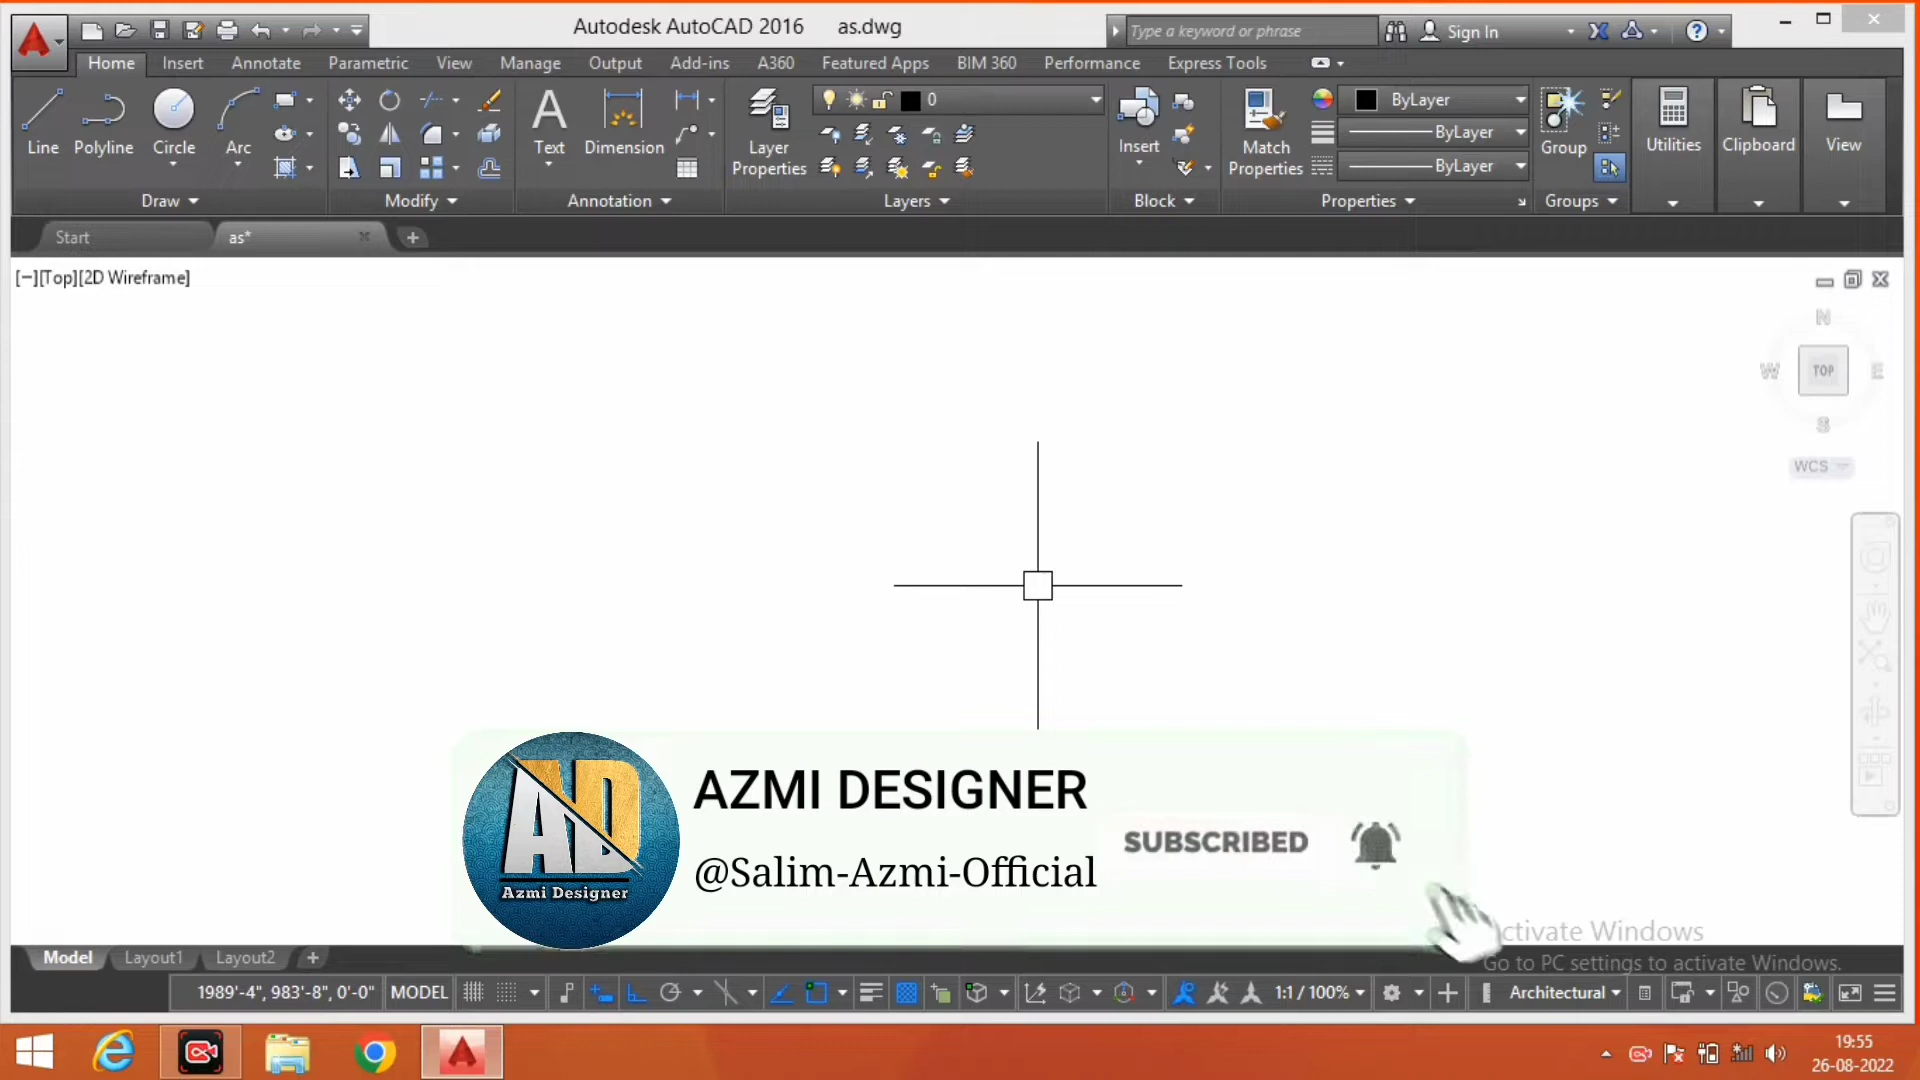 Autodesk AutoCAD 2016 as.dwg
Type a keyword or phrase
Sign In
Home Insert Annotate Parametric View Manage Output Add-ins A360 Featured Apps BIM 360 Performance Express Tools
Line Polyline Circle Arc
Draw
Modify
Text Dimension
Annotation
Layer Properties
0
Layers
Insert
Block
Match Properties
ByLayer
ByLayer
ByLayer
Properties
Group
Groups
Utilities
Clipboard
View
Start as*
[−][Top][2D Wireframe]
N
W TOP E
S
WCS
AD
Azmi Designer
AZMI DESIGNER
@Salim-Azmi-Official
SUBSCRIBED
ctivate Windows
Go to PC settings to activate Windows.
Model Layout1 Layout2
1989'-4", 983'-8", 0'-0" MODEL
1:1 / 100%
Architectural
19:55
26-08-2022